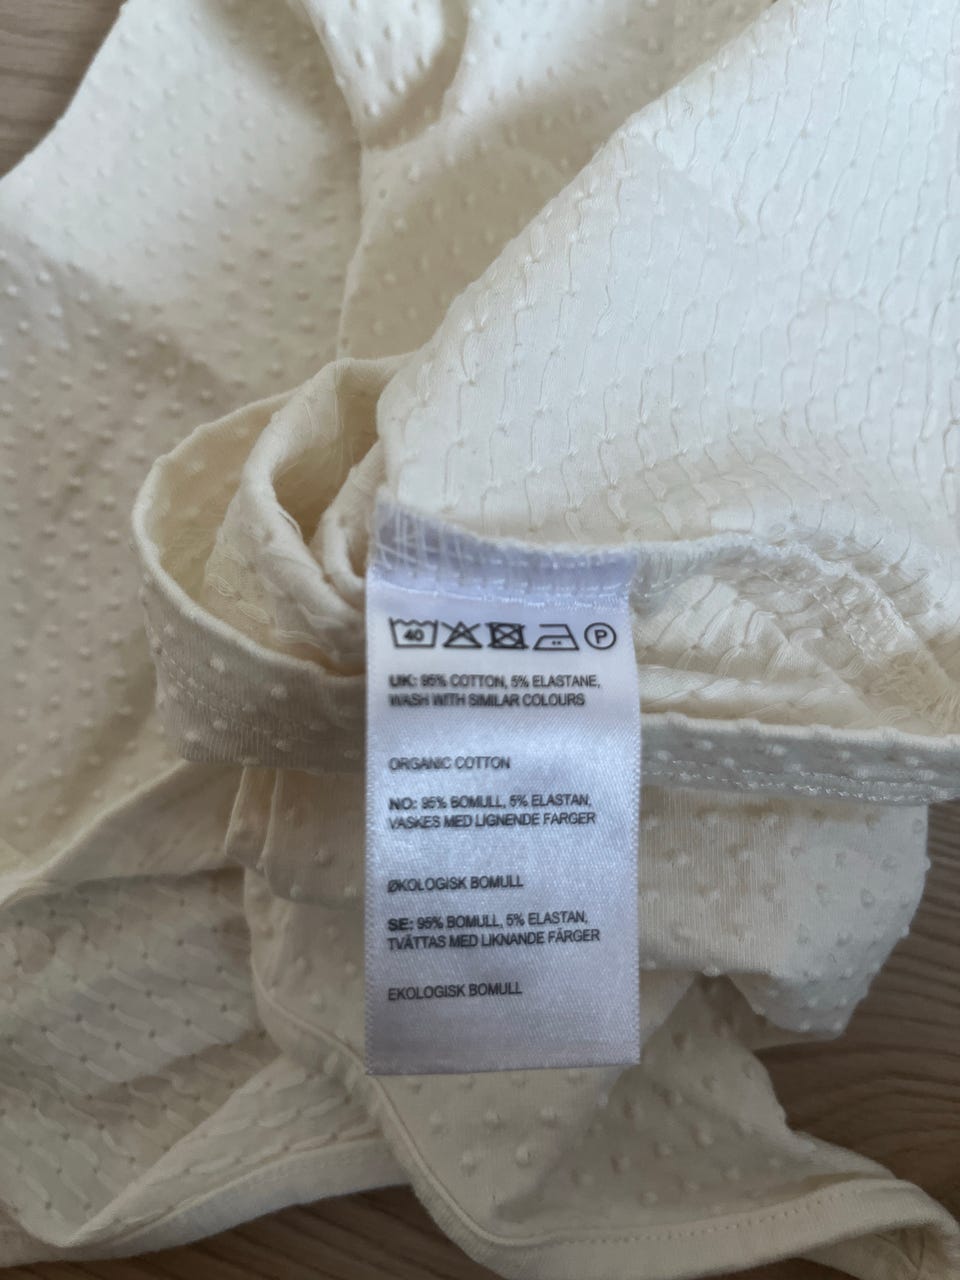 40 P
UK: 95% COTTON, 5% ELASTANE,
WASH WITH SIMILAR COLOURS
ORGANIC COTTON
NO: 95% BOMULL, 5% ELASTAN,
VASKES MED LIGNENDE FARGER
ØKOLOGISK BOMULL
SE: 95% BOMULL, 5% ELASTAN,
TVÄTTAS MED LIKNANDE FÄRGER
EKOLOGISK BOMULL